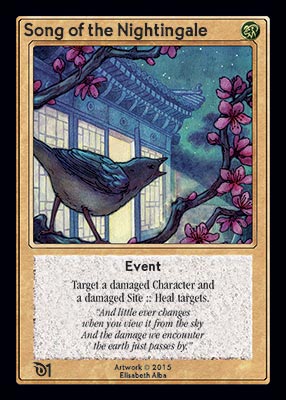 Song of the Nightingale
Event
Target a damaged Character and
a damaged Site :: Heal targets.
“And little ever changes
when you view it from the sky
And the damage we encounter
the earth just passes by.”
Artwork © 2015
Elisabeth Alba